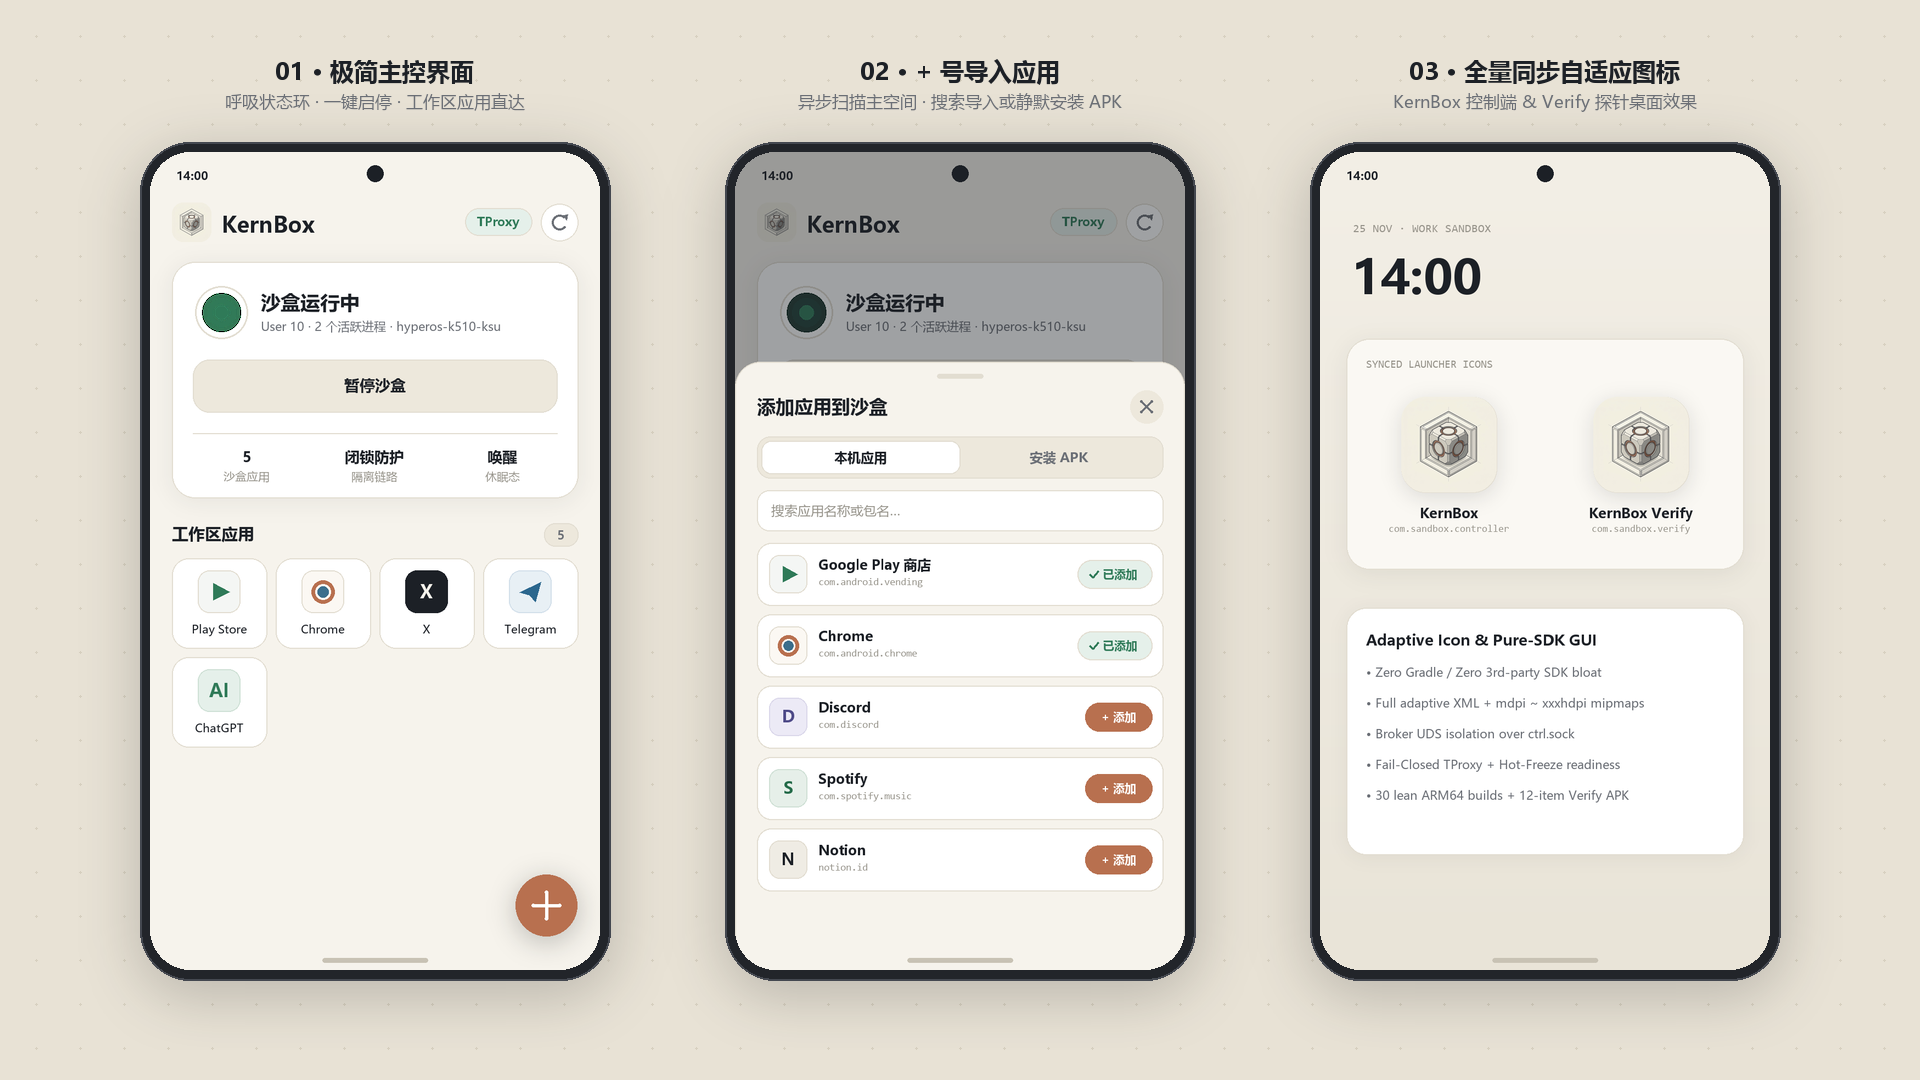 01 • 极简主控界面
呼吸状态环 · 一键启停 · 工作区应用直达
14:00
KernBox
TProxy
沙盒运行中
User 10 · 2 个活跃进程 · hyperos-k510-ksu
暂停沙盒
5
沙盒应用
闭锁防护
隔离链路
唤醒
休眠态
工作区应用
5
Play Store
X
Chrome
X
Telegram
AI
ChatGPT
02 • + 号导入应用
异步扫描主空间 · 搜索导入或静默安装 APK
14:00
KernBox
TProxy
沙盒运行中
User 10 · 2 个活跃进程 · hyperos-k510-ksu
添加应用到沙盒
本机应用
安装 APK
搜索应用名称或包名...
Google Play 商店
com.android.vending
✓ 已添加
Chrome
com.android.chrome
✓ 已添加
D
Discord
com.discord
+ 添加
S
Spotify
com.spotify.music
+ 添加
N
Notion
notion.id
+ 添加
03 • 全量同步自适应图标
KernBox 控制端 & Verify 探针桌面效果
14:00
25 NOV · WORK SANDBOX
14:00
SYNCED LAUNCHER ICONS
KernBox
com.sandbox.controller
KernBox Verify
com.sandbox.verify
Adaptive Icon & Pure-SDK GUI
• Zero Gradle / Zero 3rd-party SDK bloat
• Full adaptive XML + mdpi ~ xxxhdpi mipmaps
• Broker UDS isolation over ctrl.sock
• Fail-Closed TProxy + Hot-Freeze readiness
• 30 lean ARM64 builds + 12-item Verify APK